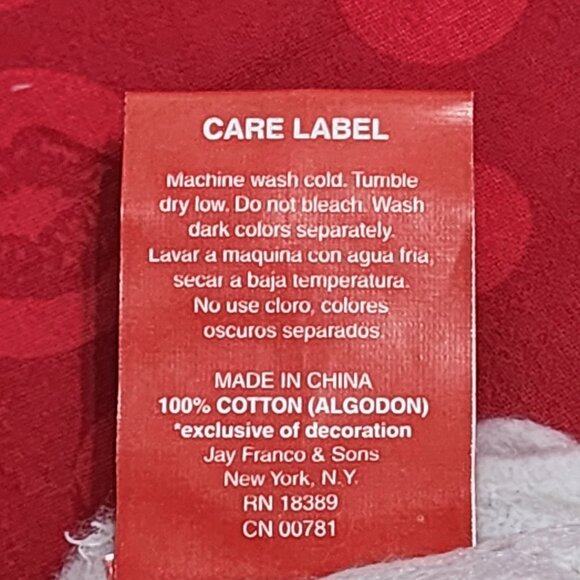 CARE LABEL
Machine wash cold. Tumble
dry low. Do not bleach. Wash
dark colors separately.
Lavar a maquina con agua fria,
secar a baja temperatura.
No use cloro, colores
oscuros separados.
MADE IN CHINA
100% COTTON (ALGODON)
*exclusive of decoration
Jay Franco & Sons
New York, N.Y.
RN 18389
CN 00781